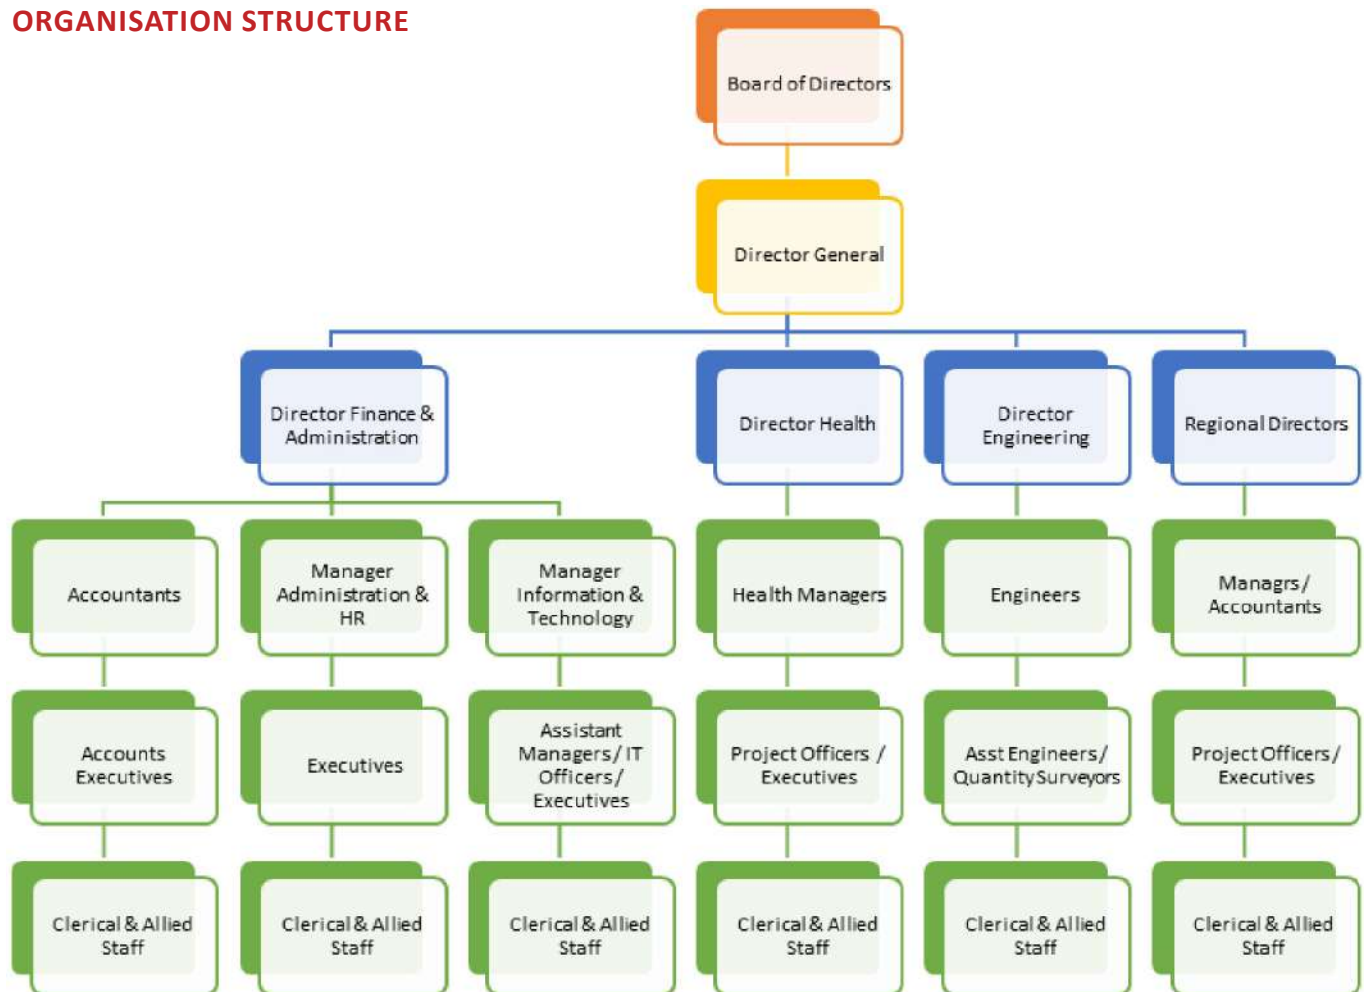 ORGANISATION STRUCTURE
Board of Directors
Director General
Director Finance &
Administration
Director Health
Director
Engineering
Regional Directors
Accountants
Manager
Administration &
HR
Manager
Information &
Technology
Health Managers
Engineers
Managrs /
Accountants
Accounts
Executives
Executives
Assistant
Managers / IT
Officers /
Executives
Project Officers /
Executives
Asst Engineers /
Quantity Surveyors
Project Officers /
Executives
Clerical & Allied
Staff
Clerical & Allied
Staff
Clerical & Allied
Staff
Clerical & Allied
Staff
Clerical & Allied
Staff
Clerical & Allied
Staff